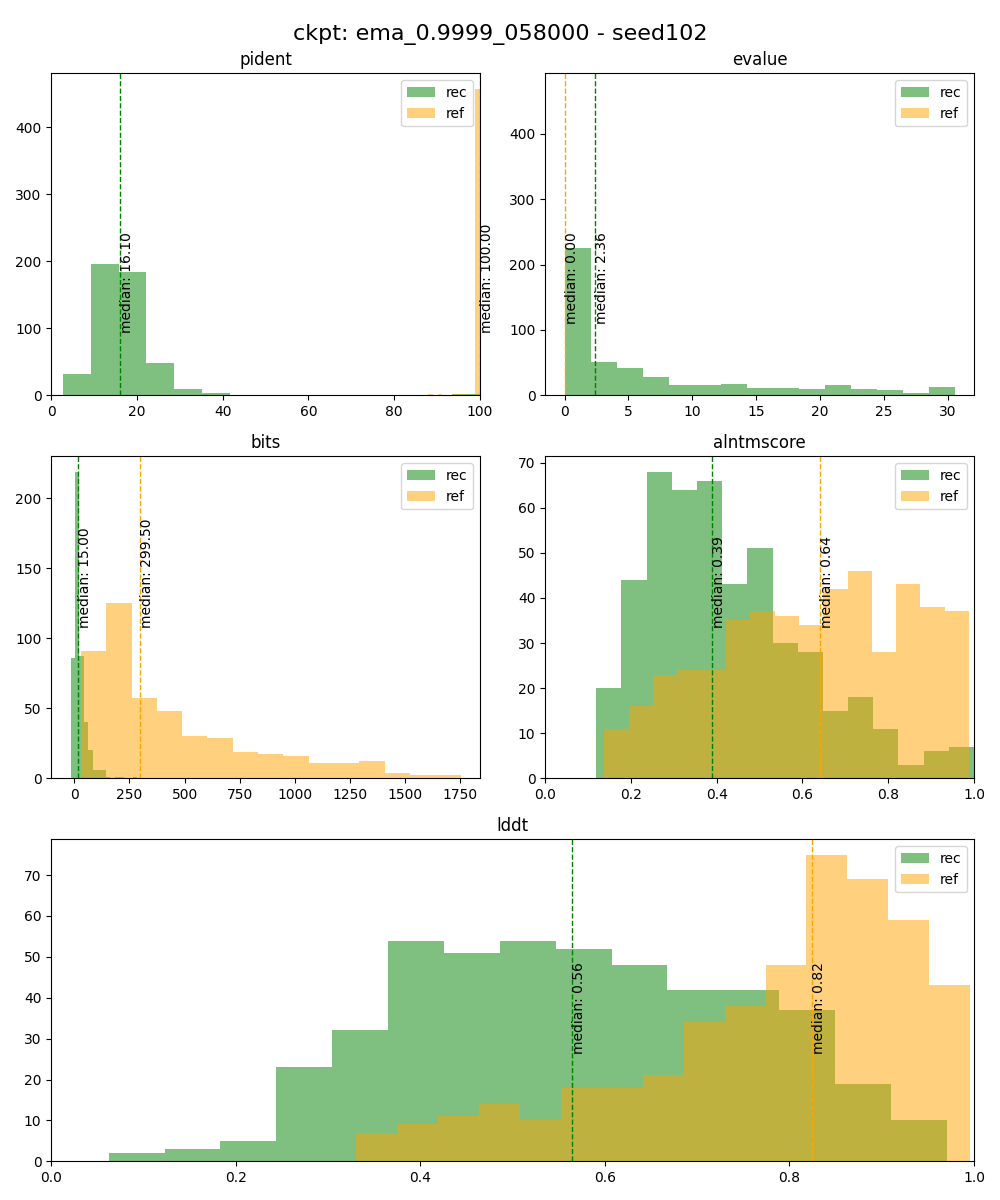 ckpt: ema_0.9999_058000 - seed102
pident
evalue
rec
ref
median: 16.10
median: 100.00
400
300
200
100
0
0
20
40
60
80
100
rec
ref
median: 0.00
median: 2.36
400
300
200
100
0
0
5
10
15
20
25
30
bits
alntmscore
rec
ref
median: 15.00
median: 299.50
200
150
100
50
0
0
250
500
750
1000
1250
1500
1750
rec
ref
median: 0.39
median: 0.64
70
60
50
40
30
20
10
0
0.0
0.2
0.4
0.6
0.8
1.0
lddt
rec
ref
median: 0.56
median: 0.82
70
60
50
40
30
20
10
0
0.0
0.2
0.4
0.6
0.8
1.0